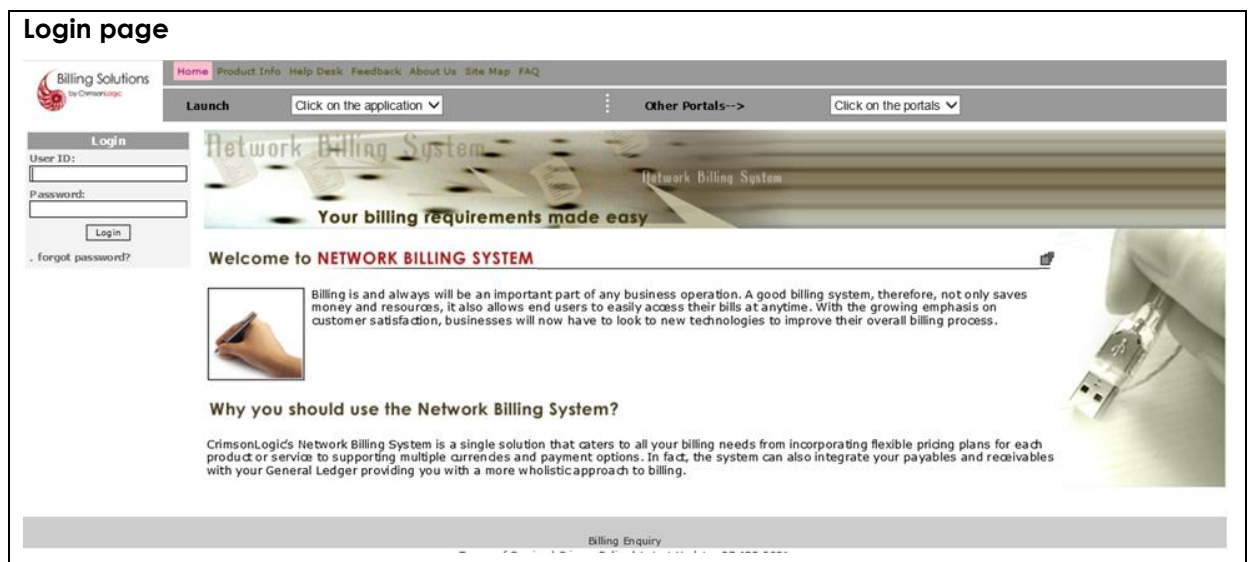 Login page
Billing Solutions
by CrimsonLogic
Home Product Info Help Desk Feedback About Us Site Map FAQ
Launch Click on the application Other Portals--> Click on the portals
Login
User ID:
Password:
Login
. forgot password?
Network Billing System
Network Billing System
Your billing requirements made easy
Welcome to NETWORK BILLING SYSTEM
Billing is and always will be an important part of any business operation. A good billing system, therefore, not only saves
money and resources, it also allows end users to easily access their bills at anytime. With the growing emphasis on
customer satisfaction, businesses will now have to look to new technologies to improve their overall billing process.
Why you should use the Network Billing System?
CrimsonLogic's Network Billing System is a single solution that caters to all your billing needs from incorporating flexible pricing plans for each
product or service to supporting multiple currencies and payment options. In fact, the system can also integrate your payables and receivables
with your General Ledger providing you with a more wholistic approach to billing.
Billing Enquiry